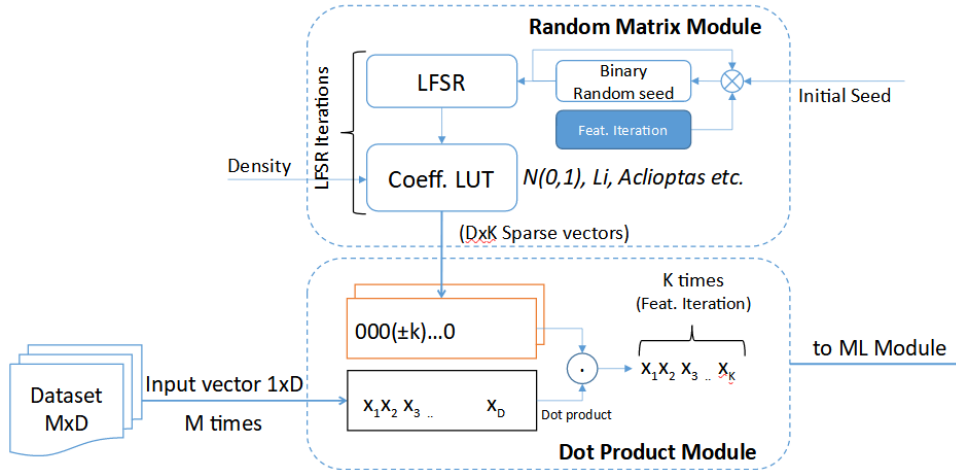 Random Matrix Module
LFSR
Binary
Random seed
Initial Seed
Feat. Iteration
LFSR Iterations
Density
Coeff. LUT
N(0,1), Li, Aclioptas etc.
(DxK Sparse vectors)
K times
(Feat. Iteration)
000(±k)...0
.
X₁X₂ X₃ .. X_K
to ML Module
Dataset
MxD
Input vector 1xD
M times
X₁X₂ X₃ .. X_D
Dot product
Dot Product Module